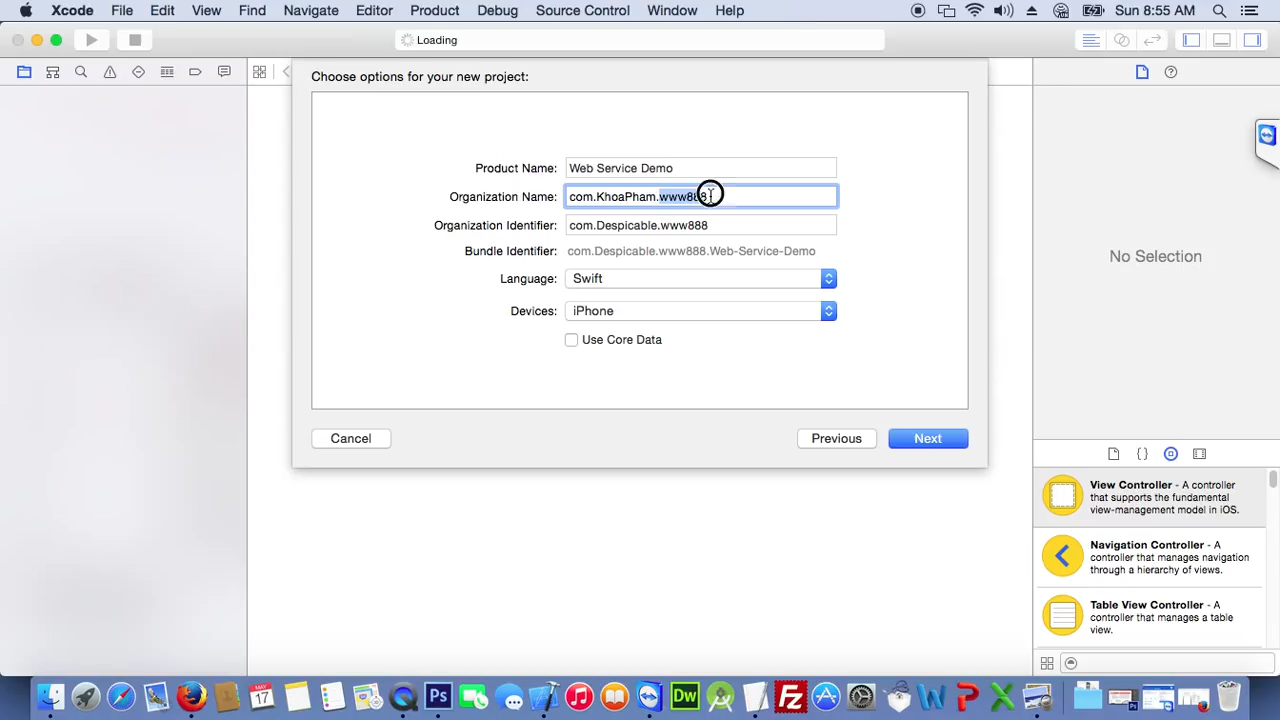 Xcode File Edit View Find Navigate Editor Product Debug Source Control Window Help Sun 8:55 AM
Loading
Choose options for your new project:
Product Name: Web Service Demo
Organization Name: com.KhoaPham.www888
Organization Identifier: com.Despicable.www888
Bundle Identifier: com.Despicable.www888.Web-Service-Demo
Language: Swift
Devices: iPhone
Use Core Data
Cancel Previous Next
No Selection
{ }
View Controller - A controller
that supports the fundamental
view-management model in iOS.
Navigation Controller - A
controller that manages navigation
through a hierarchy of views.
Table View Controller - A
controller that manages a table
view.
MAY
17
Ps
Dw
Fz
W
P
X